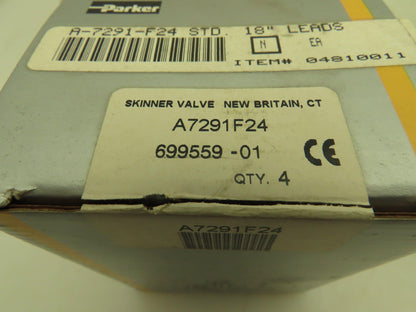 Parker
A-7291-F24 STD. 18" LEADS
N EA
ITEM# 04810011
SKINNER VALVE NEW BRITAIN, CT
A7291F24
699559 -01
CE
QTY. 4
A7291F24